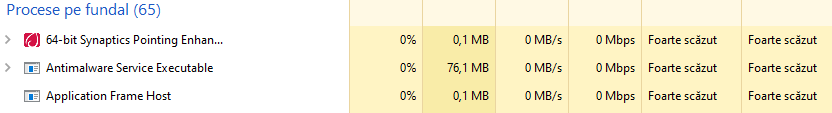 Procese pe fundal (65)
64-bit Synaptics Pointing Enhan... 0% 0,1 MB 0 MB/s 0 Mbps Foarte scăzut Foarte scăzut
Antimalware Service Executable 0% 76,1 MB 0 MB/s 0 Mbps Foarte scăzut Foarte scăzut
Application Frame Host 0% 0,1 MB 0 MB/s 0 Mbps Foarte scăzut Foarte scăzut